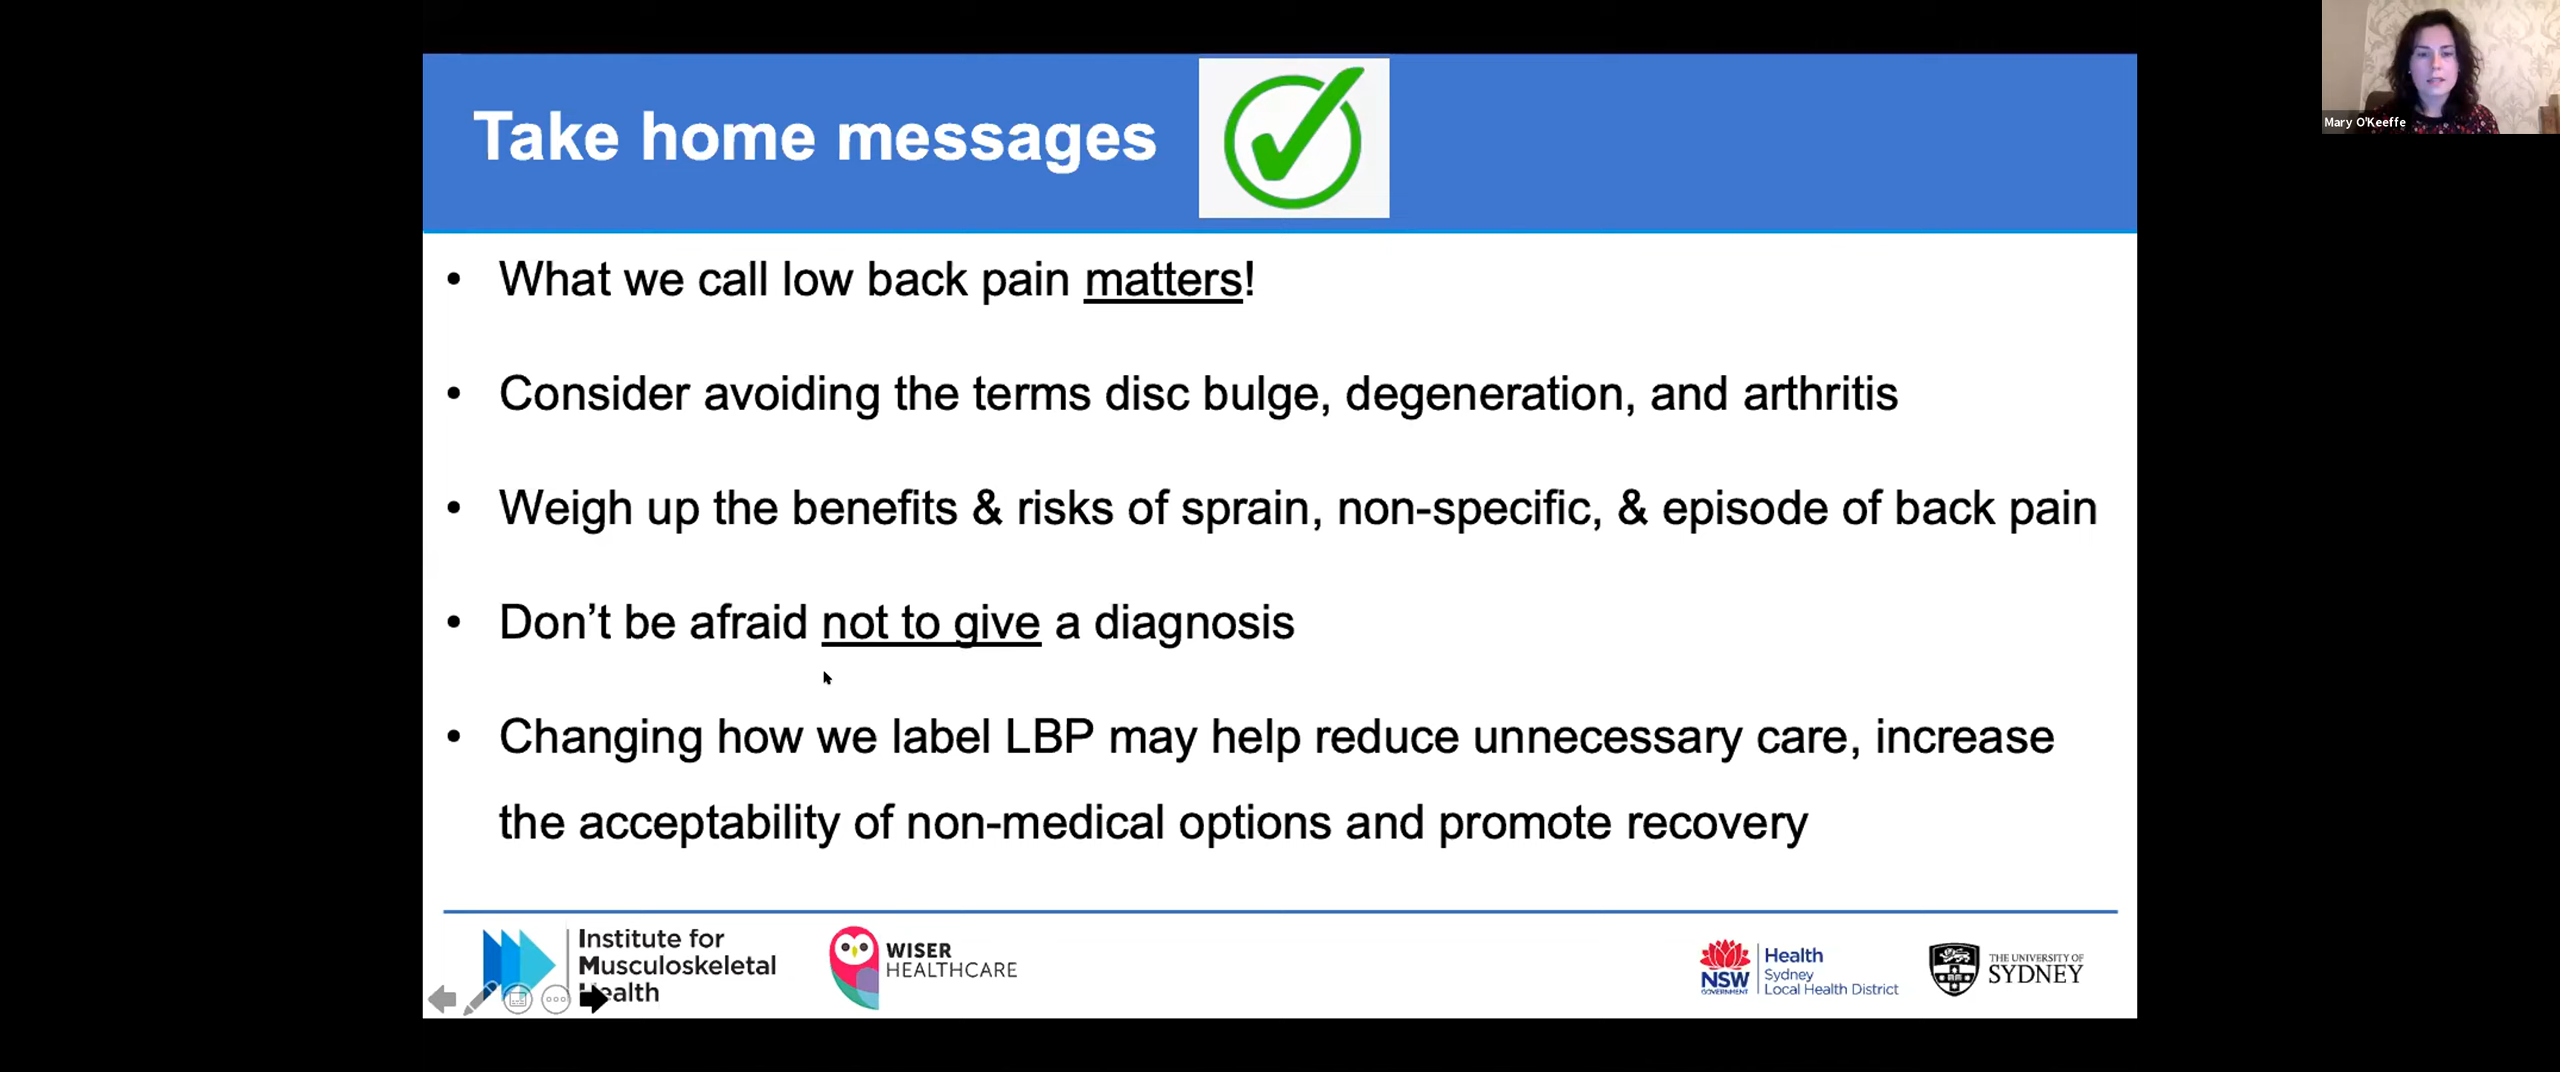 Take home messages
Mary O'Keeffe
• What we call low back pain matters!
• Consider avoiding the terms disc bulge, degeneration, and arthritis
• Weigh up the benefits & risks of sprain, non-specific, & episode of back pain
• Don't be afraid not to give a diagnosis
• Changing how we label LBP may help reduce unnecessary care, increase
the acceptability of non-medical options and promote recovery
Institute for
Musculoskeletal
Health
WISER
HEALTHCARE
NSW
GOVERNMENT
Health
Sydney
Local Health District
THE UNIVERSITY OF
SYDNEY